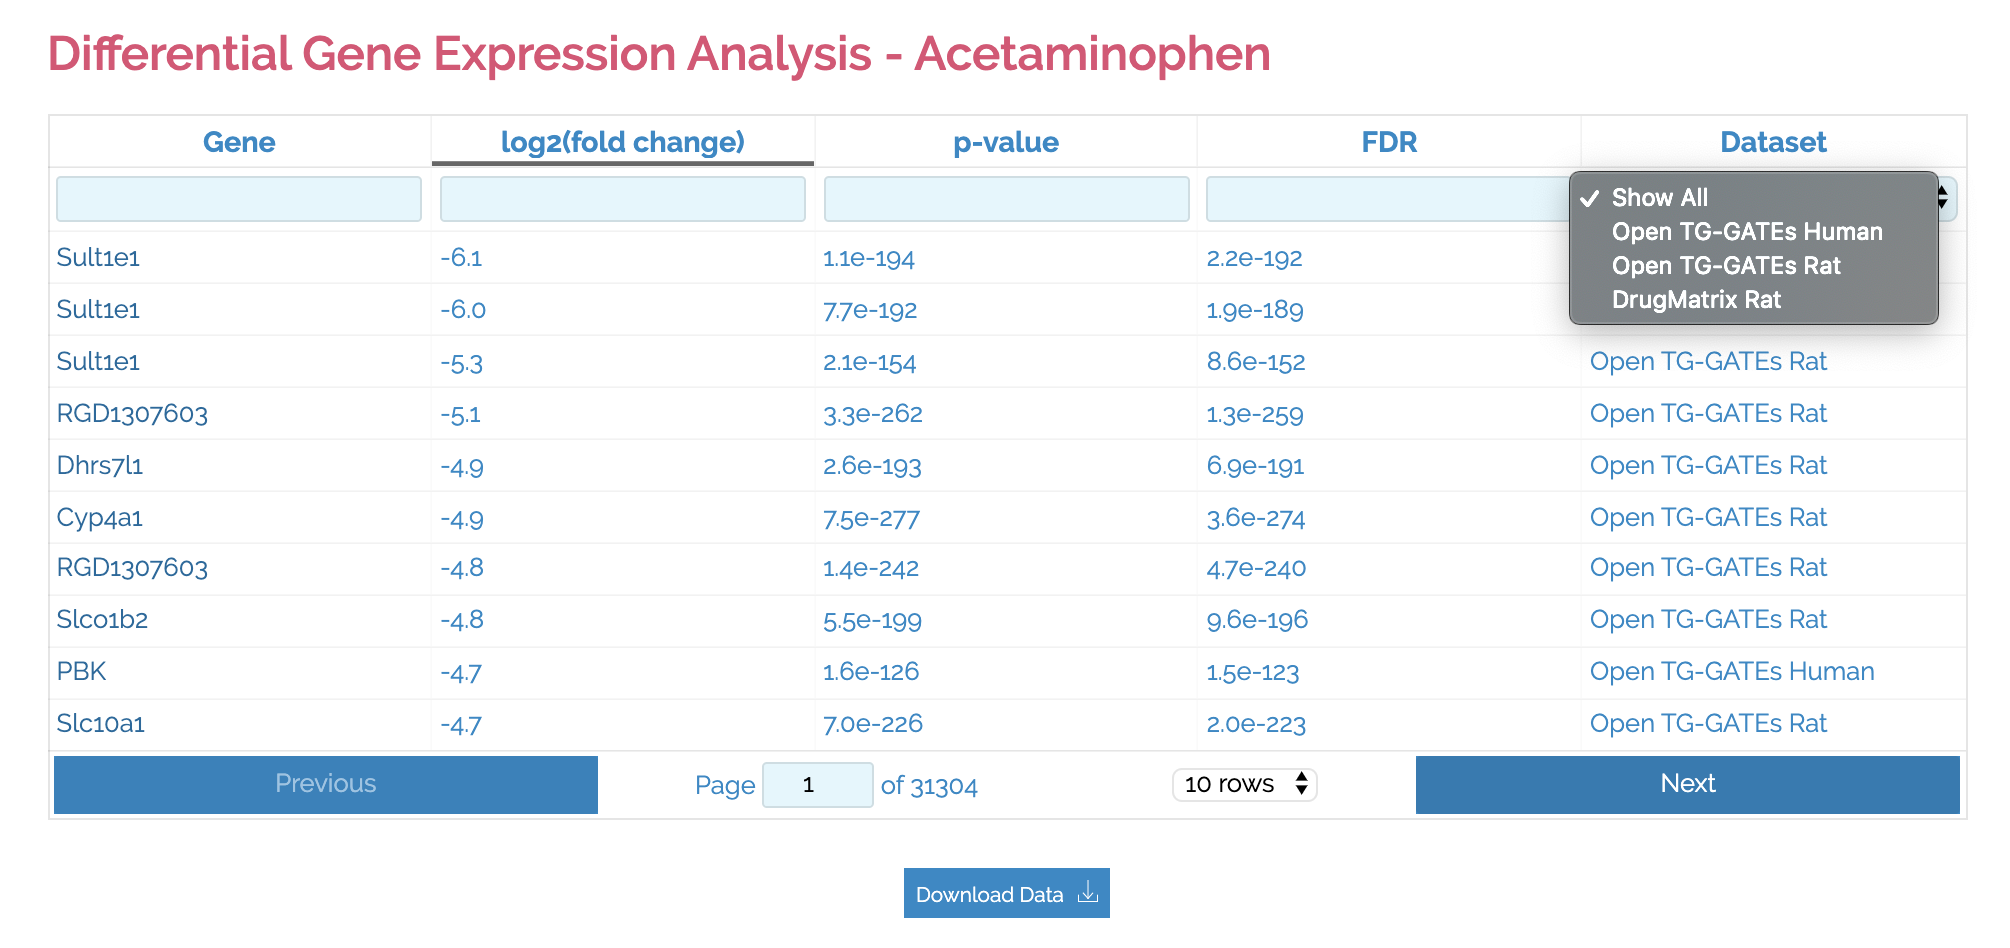 Differential Gene Expression Analysis - Acetaminophen
Gene log2(fold change) p-value FDR Dataset
✓ Show All
Open TG-GATEs Human
Open TG-GATEs Rat
DrugMatrix Rat
Sult1e1 -6.1 1.1e-194 2.2e-192
Sult1e1 -6.0 7.7e-192 1.9e-189
Sult1e1 -5.3 2.1e-154 8.6e-152 Open TG-GATEs Rat
RGD1307603 -5.1 3.3e-262 1.3e-259 Open TG-GATEs Rat
Dhrs7l1 -4.9 2.6e-193 6.9e-191 Open TG-GATEs Rat
Cyp4a1 -4.9 7.5e-277 3.6e-274 Open TG-GATEs Rat
RGD1307603 -4.8 1.4e-242 4.7e-240 Open TG-GATEs Rat
Slco1b2 -4.8 5.5e-199 9.6e-196 Open TG-GATEs Rat
PBK -4.7 1.6e-126 1.5e-123 Open TG-GATEs Human
Slc10a1 -4.7 7.0e-226 2.0e-223 Open TG-GATEs Rat
Previous Page 1 of 31304 10 rows Next
Download Data